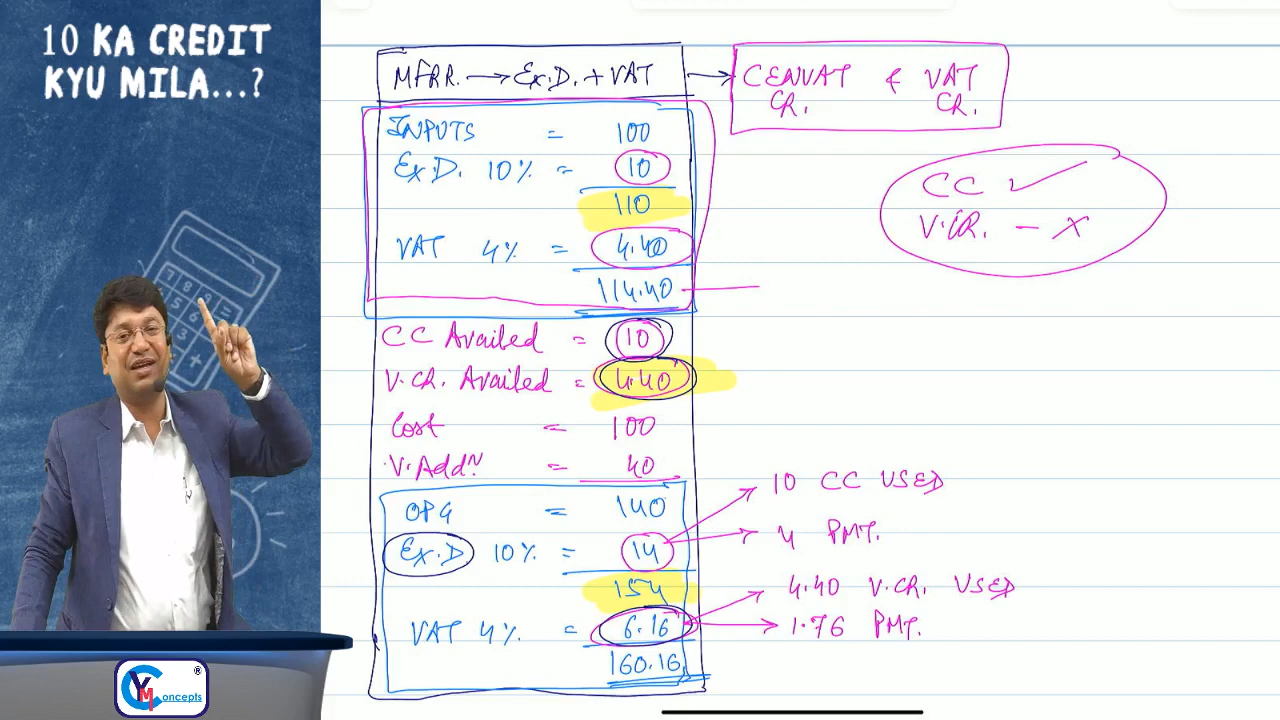 10 KA CREDIT
KYU MILA...?
MFRR. → Ex.D. + VAT → CENVAT CR. & VAT CR.
INPUTS = 100
Ex.D. 10% = 10
110
VAT 4% = 4.40
114.40
CC ✓
V.CR. - X
CC Availed = 10
V.CR. Availed = 4.40
Cost = 100
V.Addn = 40
OPG = 140
Ex.D 10% = 14
10 CC USED
4 PMT.
154
VAT 4% = 6.16
4.40 V.CR. USED
1.76 PMT.
160.16
CYM Concepts ®